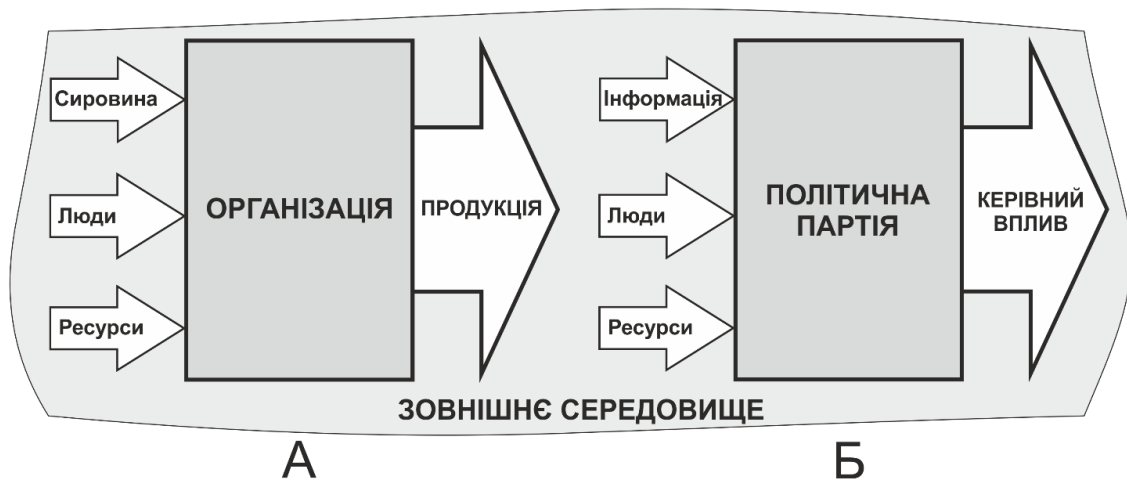 Сировина
Люди
Ресурси
ОРГАНІЗАЦІЯ
ПРОДУКЦІЯ
Інформація
Люди
Ресурси
ПОЛІТИЧНА
ПАРТІЯ
КЕРІВНИЙ
ВПЛИВ
ЗОВНІШНЄ СЕРЕДОВИЩЕ
А
Б